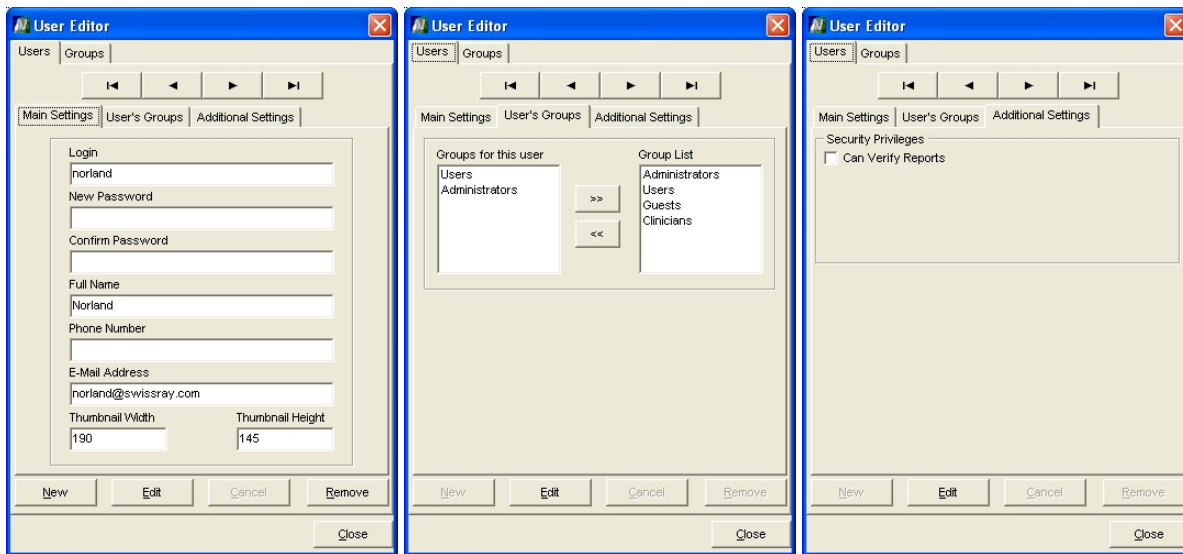 User Editor
Users Groups
Main Settings User's Groups Additional Settings
Login
norland
New Password
Confirm Password
Full Name
Norland
Phone Number
E-Mail Address
norland@swissray.com
Thumbnail Width Thumbnail Height
190 145
New Edit Cancel Remove
Close
User Editor
Users Groups
Main Settings User's Groups Additional Settings
Groups for this user Group List
Users Administrators
Administrators Users
>> Guests
Clinicians
<<
New Edit Cancel Remove
Close
User Editor
Users Groups
Main Settings User's Groups Additional Settings
Security Privileges
Can Verify Reports
New Edit Cancel Remove
Close